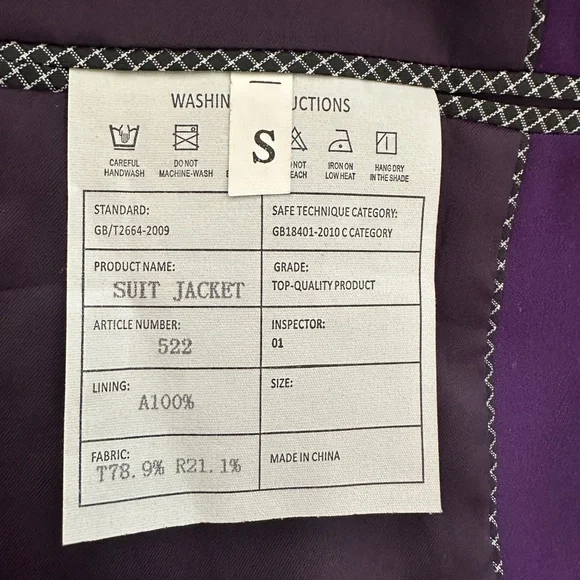 WASHIN UCTIONS
S
CAREFUL HANDWASH
DO NOT MACHINE-WASH
NOT EACH
IRON ON LOW HEAT
HANG DRY IN THE SHADE
STANDARD:
GB/T2664-2009
SAFE TECHNIQUE CATEGORY:
GB18401-2010 C CATEGORY
PRODUCT NAME:
SUIT JACKET
GRADE:
TOP-QUALITY PRODUCT
ARTICLE NUMBER:
522
INSPECTOR:
01
LINING:
A100%
SIZE:
FABRIC:
T78.9% R21.1%
MADE IN CHINA